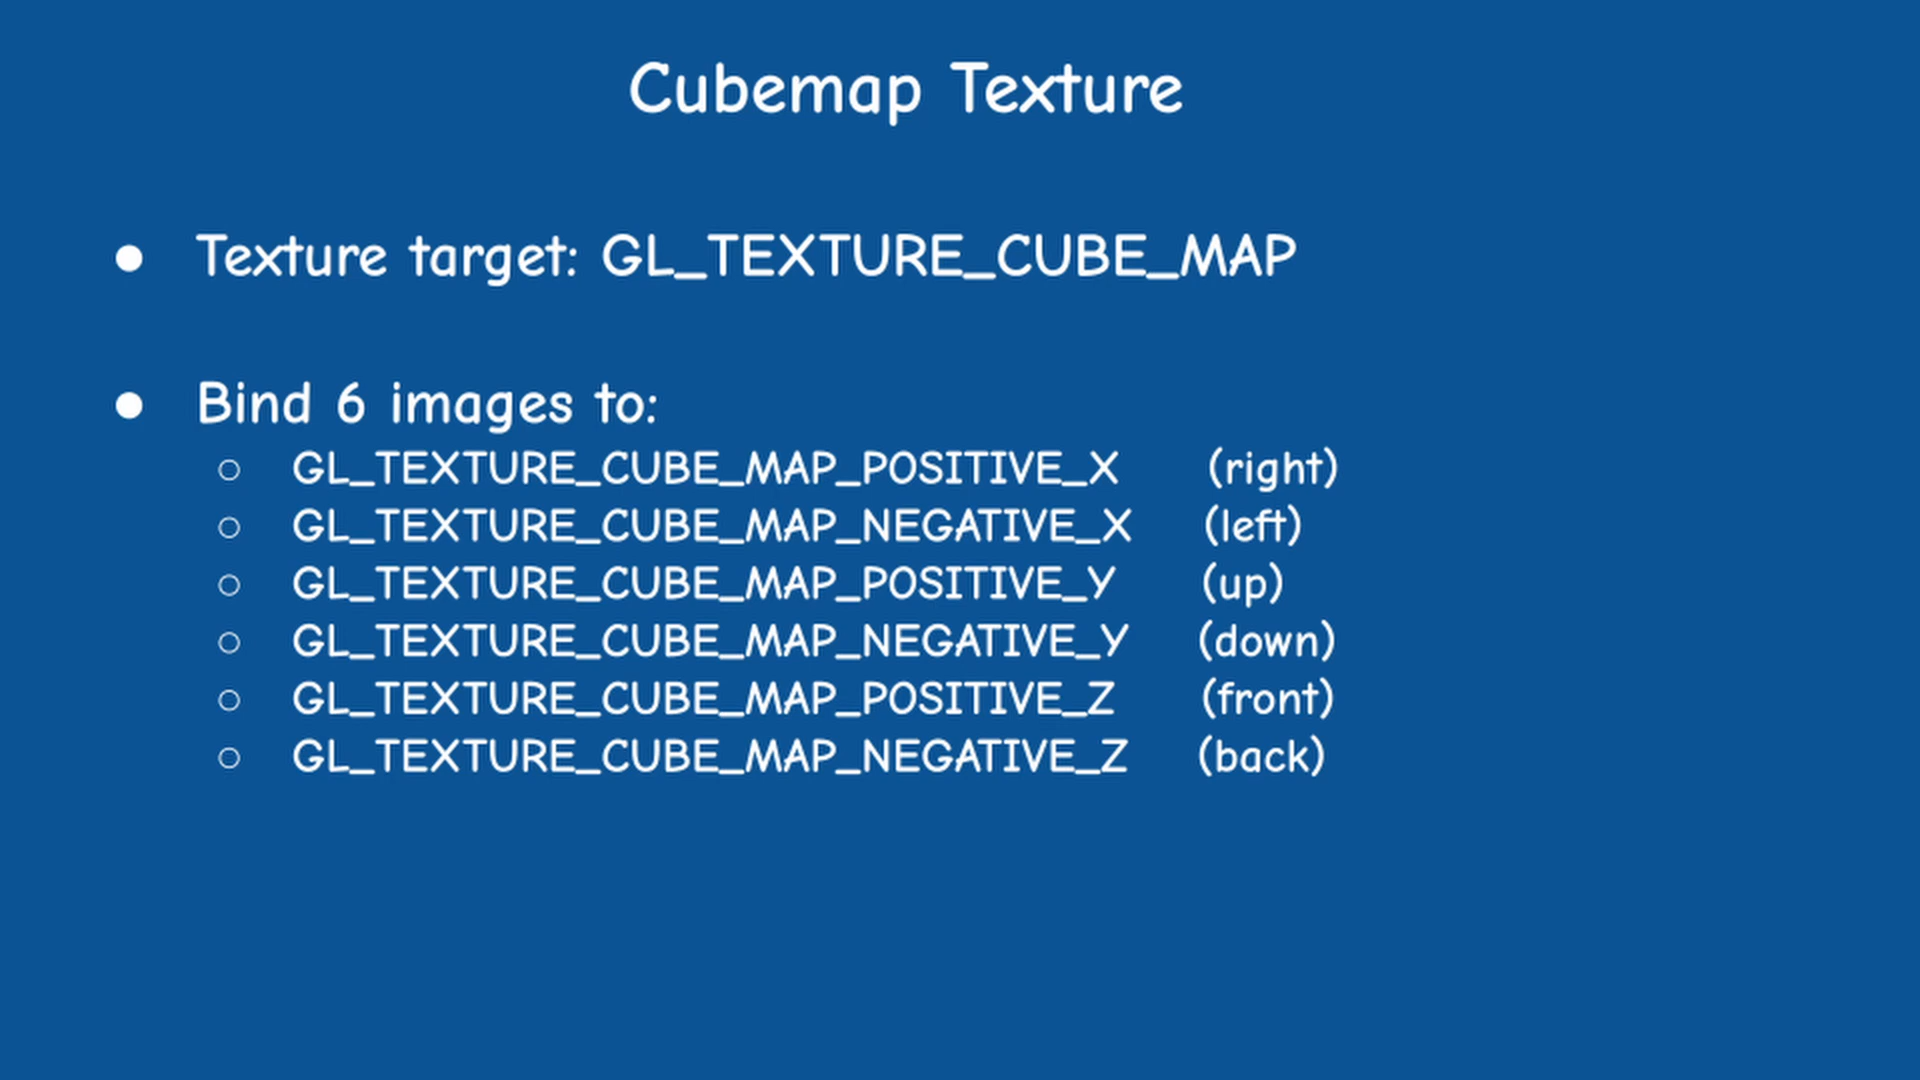 Cubemap Texture
● Texture target: GL_TEXTURE_CUBE_MAP
● Bind 6 images to:
○ GL_TEXTURE_CUBE_MAP_POSITIVE_X (right)
○ GL_TEXTURE_CUBE_MAP_NEGATIVE_X (left)
○ GL_TEXTURE_CUBE_MAP_POSITIVE_Y (up)
○ GL_TEXTURE_CUBE_MAP_NEGATIVE_Y (down)
○ GL_TEXTURE_CUBE_MAP_POSITIVE_Z (front)
○ GL_TEXTURE_CUBE_MAP_NEGATIVE_Z (back)